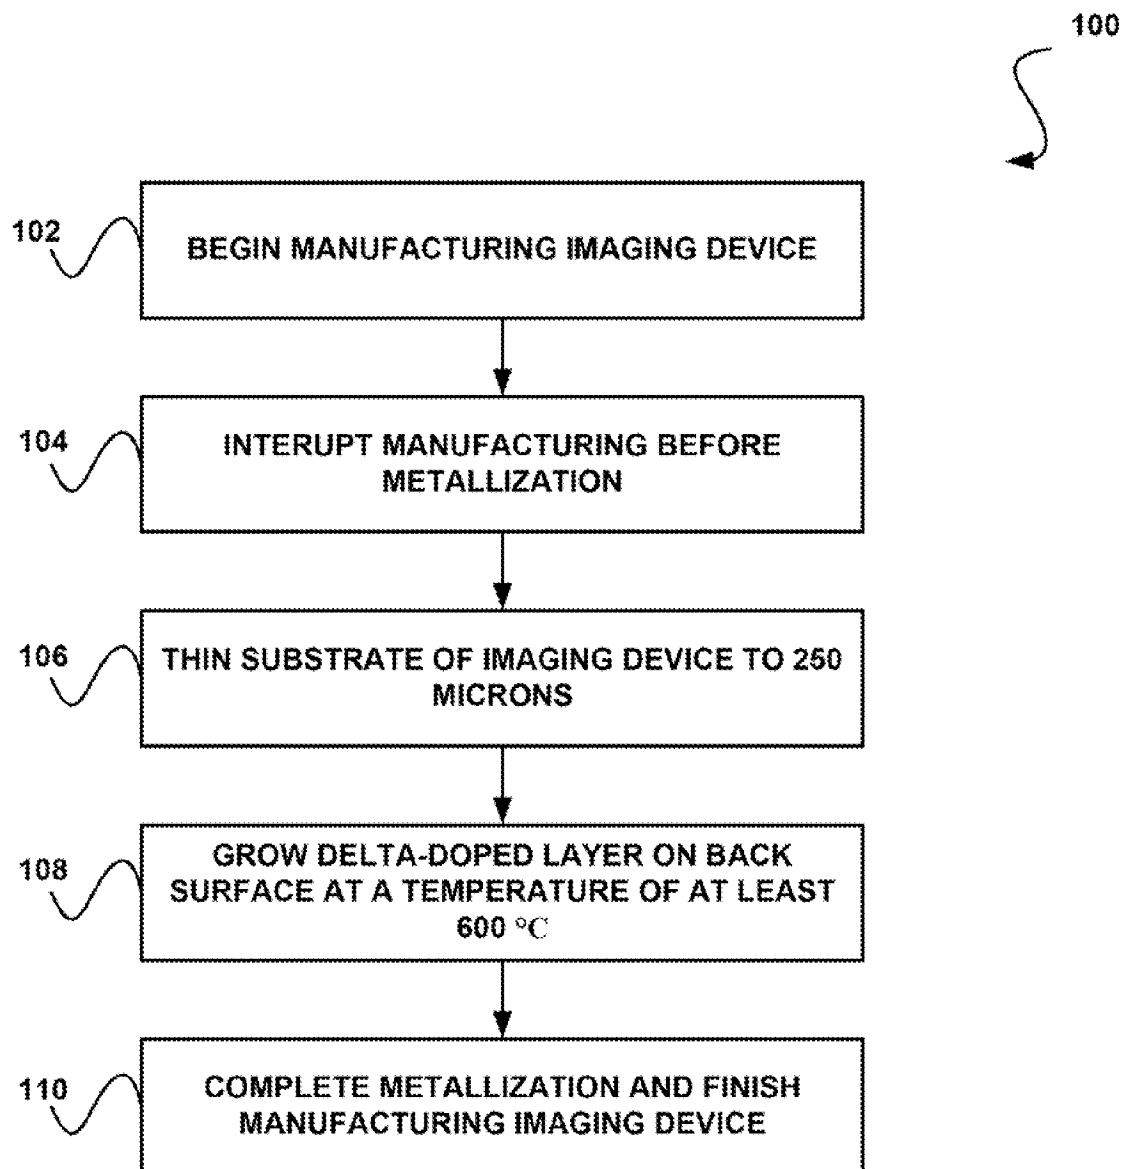 100
102
BEGIN MANUFACTURING IMAGING DEVICE
104
INTERUPT MANUFACTURING BEFORE
METALLIZATION
106
THIN SUBSTRATE OF IMAGING DEVICE TO 250
MICRONS
108
GROW DELTA-DOPED LAYER ON BACK
SURFACE AT A TEMPERATURE OF AT LEAST
600 °C
110
COMPLETE METALLIZATION AND FINISH
MANUFACTURING IMAGING DEVICE